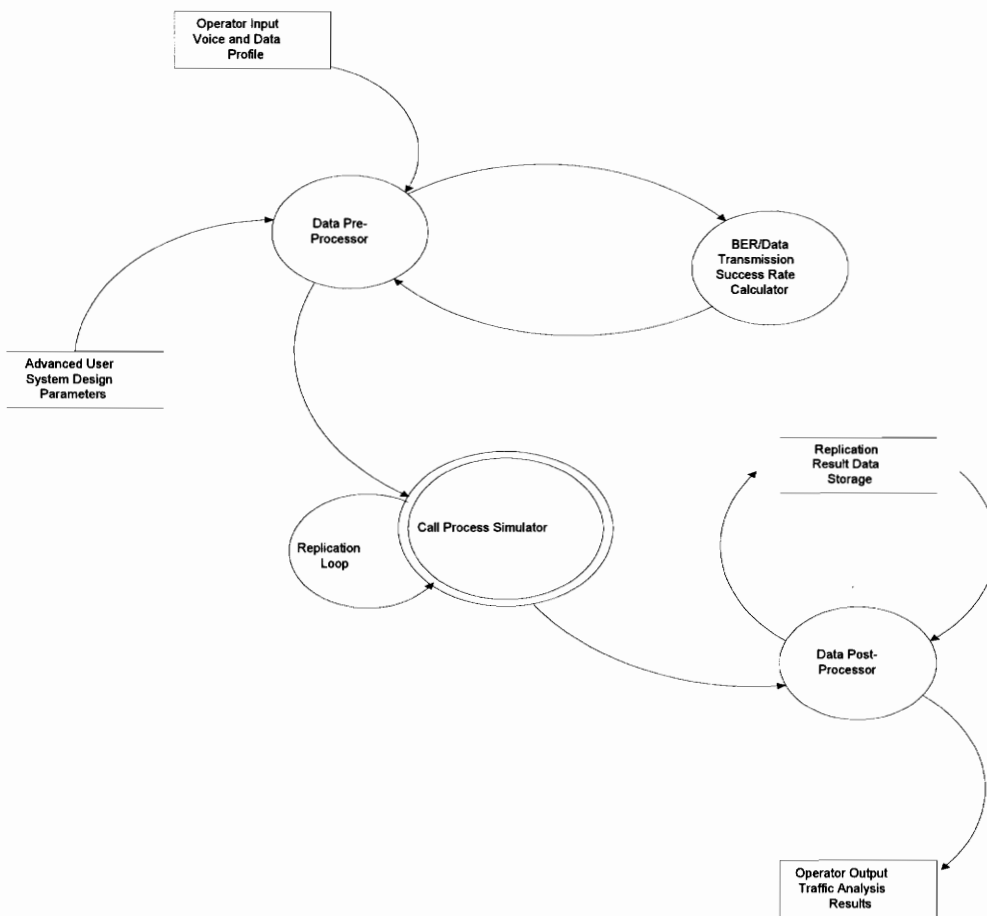 Operator Input
Voice and Data
Profile
Data Pre-
Processor
BER/Data
Transmission
Success Rate
Calculator
Advanced User
System Design
Parameters
Replication
Result Data
Storage
Call Process Simulator
Replication
Loop
Data Post-
Processor
Operator Output
Traffic Analysis
Results